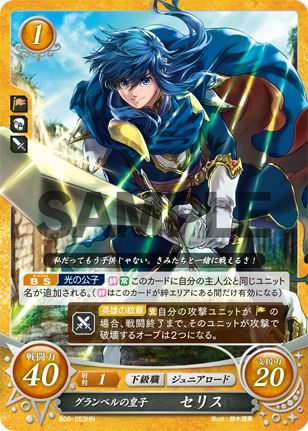 1
SAMPLE
私だってもう子供じゃない。きみたちと一緒に戦えるさ!
BS 光の公子 絆 常 このカードに自分の主人公と同じユニット
名が追加される。(絆はこのカードが絆エリアにある間だけ有効になる)
英雄の紋章 自分の攻撃ユニットが の
場合、戦闘終了まで、そのユニットが攻撃で
破壊するオーブは2つになる。
戦闘力 40
射程 1 下級職 ジュニアロード
支援力 20
グランベルの皇子 セリス
B06-053HN